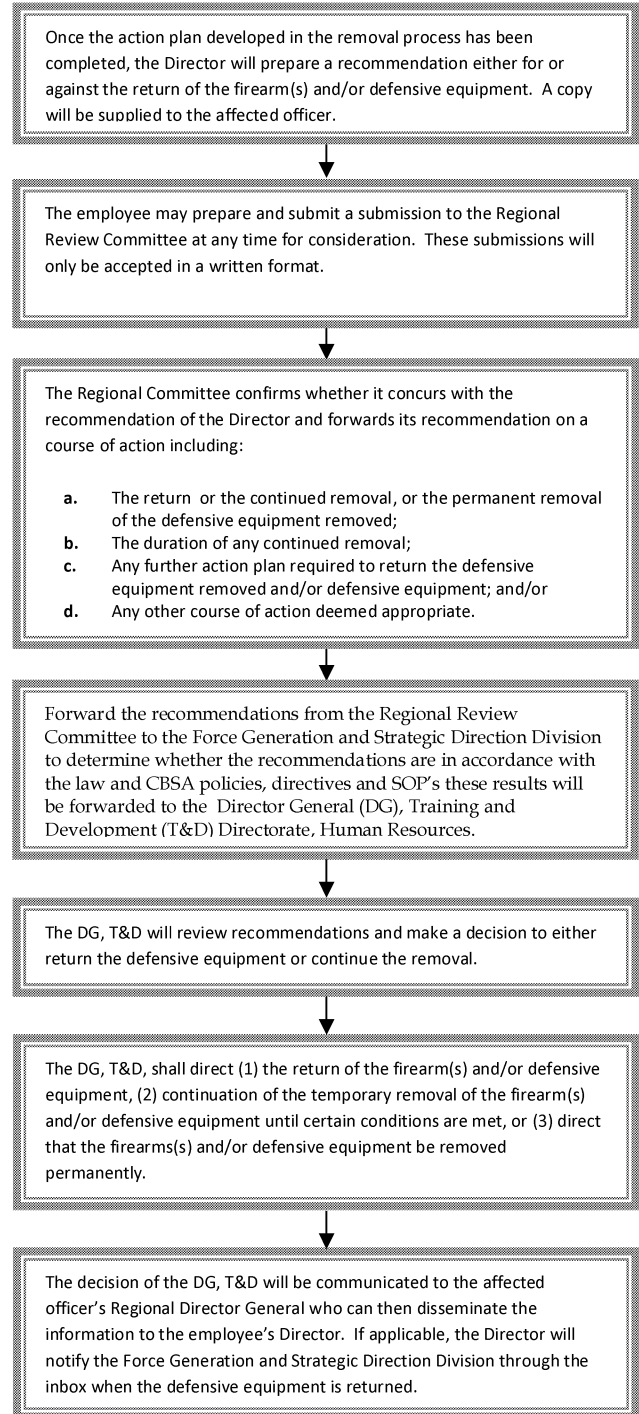 Once the action plan developed in the removal process has been
completed, the Director will prepare a recommendation either for or
against the return of the firearm(s) and/or defensive equipment.  A copy
will be supplied to the affected officer.
The employee may prepare and submit a submission to the Regional
Review Committee at any time for consideration.  These submissions will
only be accepted in a written format.
The Regional Committee confirms whether it concurs with the
recommendation of the Director and forwards its recommendation on a
course of action including:
a. The return  or the continued removal, or the permanent removal
of the defensive equipment removed;
b. The duration of any continued removal;
c. Any further action plan required to return the defensive
equipment removed and/or defensive equipment; and/or
d. Any other course of action deemed appropriate.
Forward the recommendations from the Regional Review
Committee to the Force Generation and Strategic Direction Division
to determine whether the recommendations are in accordance with
the law and CBSA policies, directives and SOP's these results will
be forwarded to the  Director General (DG), Training and
Development (T&D) Directorate, Human Resources.
The DG, T&D will review recommendations and make a decision to either
return the defensive equipment or continue the removal.
The DG, T&D, shall direct (1) the return of the firearm(s) and/or defensive
equipment, (2) continuation of the temporary removal of the firearm(s)
and/or defensive equipment until certain conditions are met, or (3) direct
that the firearms(s) and/or defensive equipment be removed
permanently.
The decision of the DG, T&D will be communicated to the affected
officer's Regional Director General who can then disseminate the
information to the employee's Director.  If applicable, the Director will
notify the Force Generation and Strategic Direction Division through the
inbox when the defensive equipment is returned.